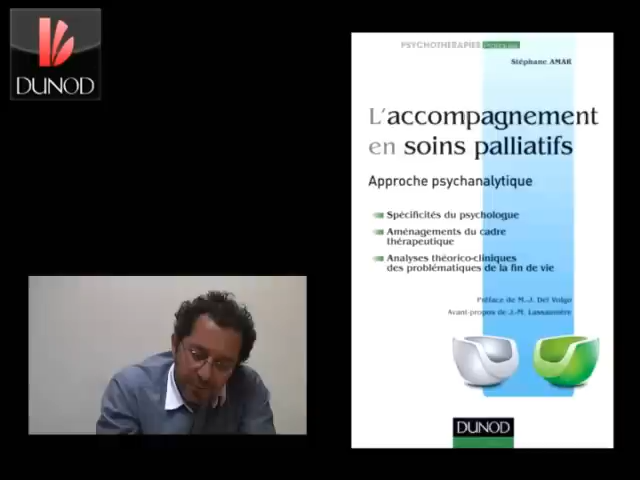 DUNOD
PSYCHOTHÉRAPIES
Stéphane AMAR
L'accompagnement
en soins palliatifs
Approche psychanalytique
Spécificités du psychologue
Aménagements du cadre
thérapeutique
Analyses théorico-cliniques
des problématiques de la fin de vie
Préface de M.-J. Del Volgo
Avant-propos de J.-M. Lassaunière
DUNOD